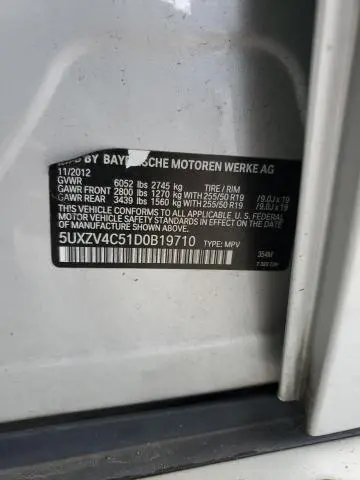 MFD BY BAYERISCHE MOTOREN WERKE AG
11/2012
GVWR 6052 lbs 2745 kg TIRE / RIM
GAWR FRONT 2800 lbs 1270 kg WITH 255/50 R19 / 9.0J x 19
GAWR REAR 3439 lbs 1560 kg WITH 255/50 R19 / 9.0J x 19
THIS VEHICLE CONFORMS TO ALL APPLICABLE U.S. FEDERAL
MOTOR VEHICLE SAFETY STANDARDS IN EFFECT ON THE
DATE OF MANUFACTURE SHOWN ABOVE.
5UXZV4C51D0B19710 TYPE: MPV
354M